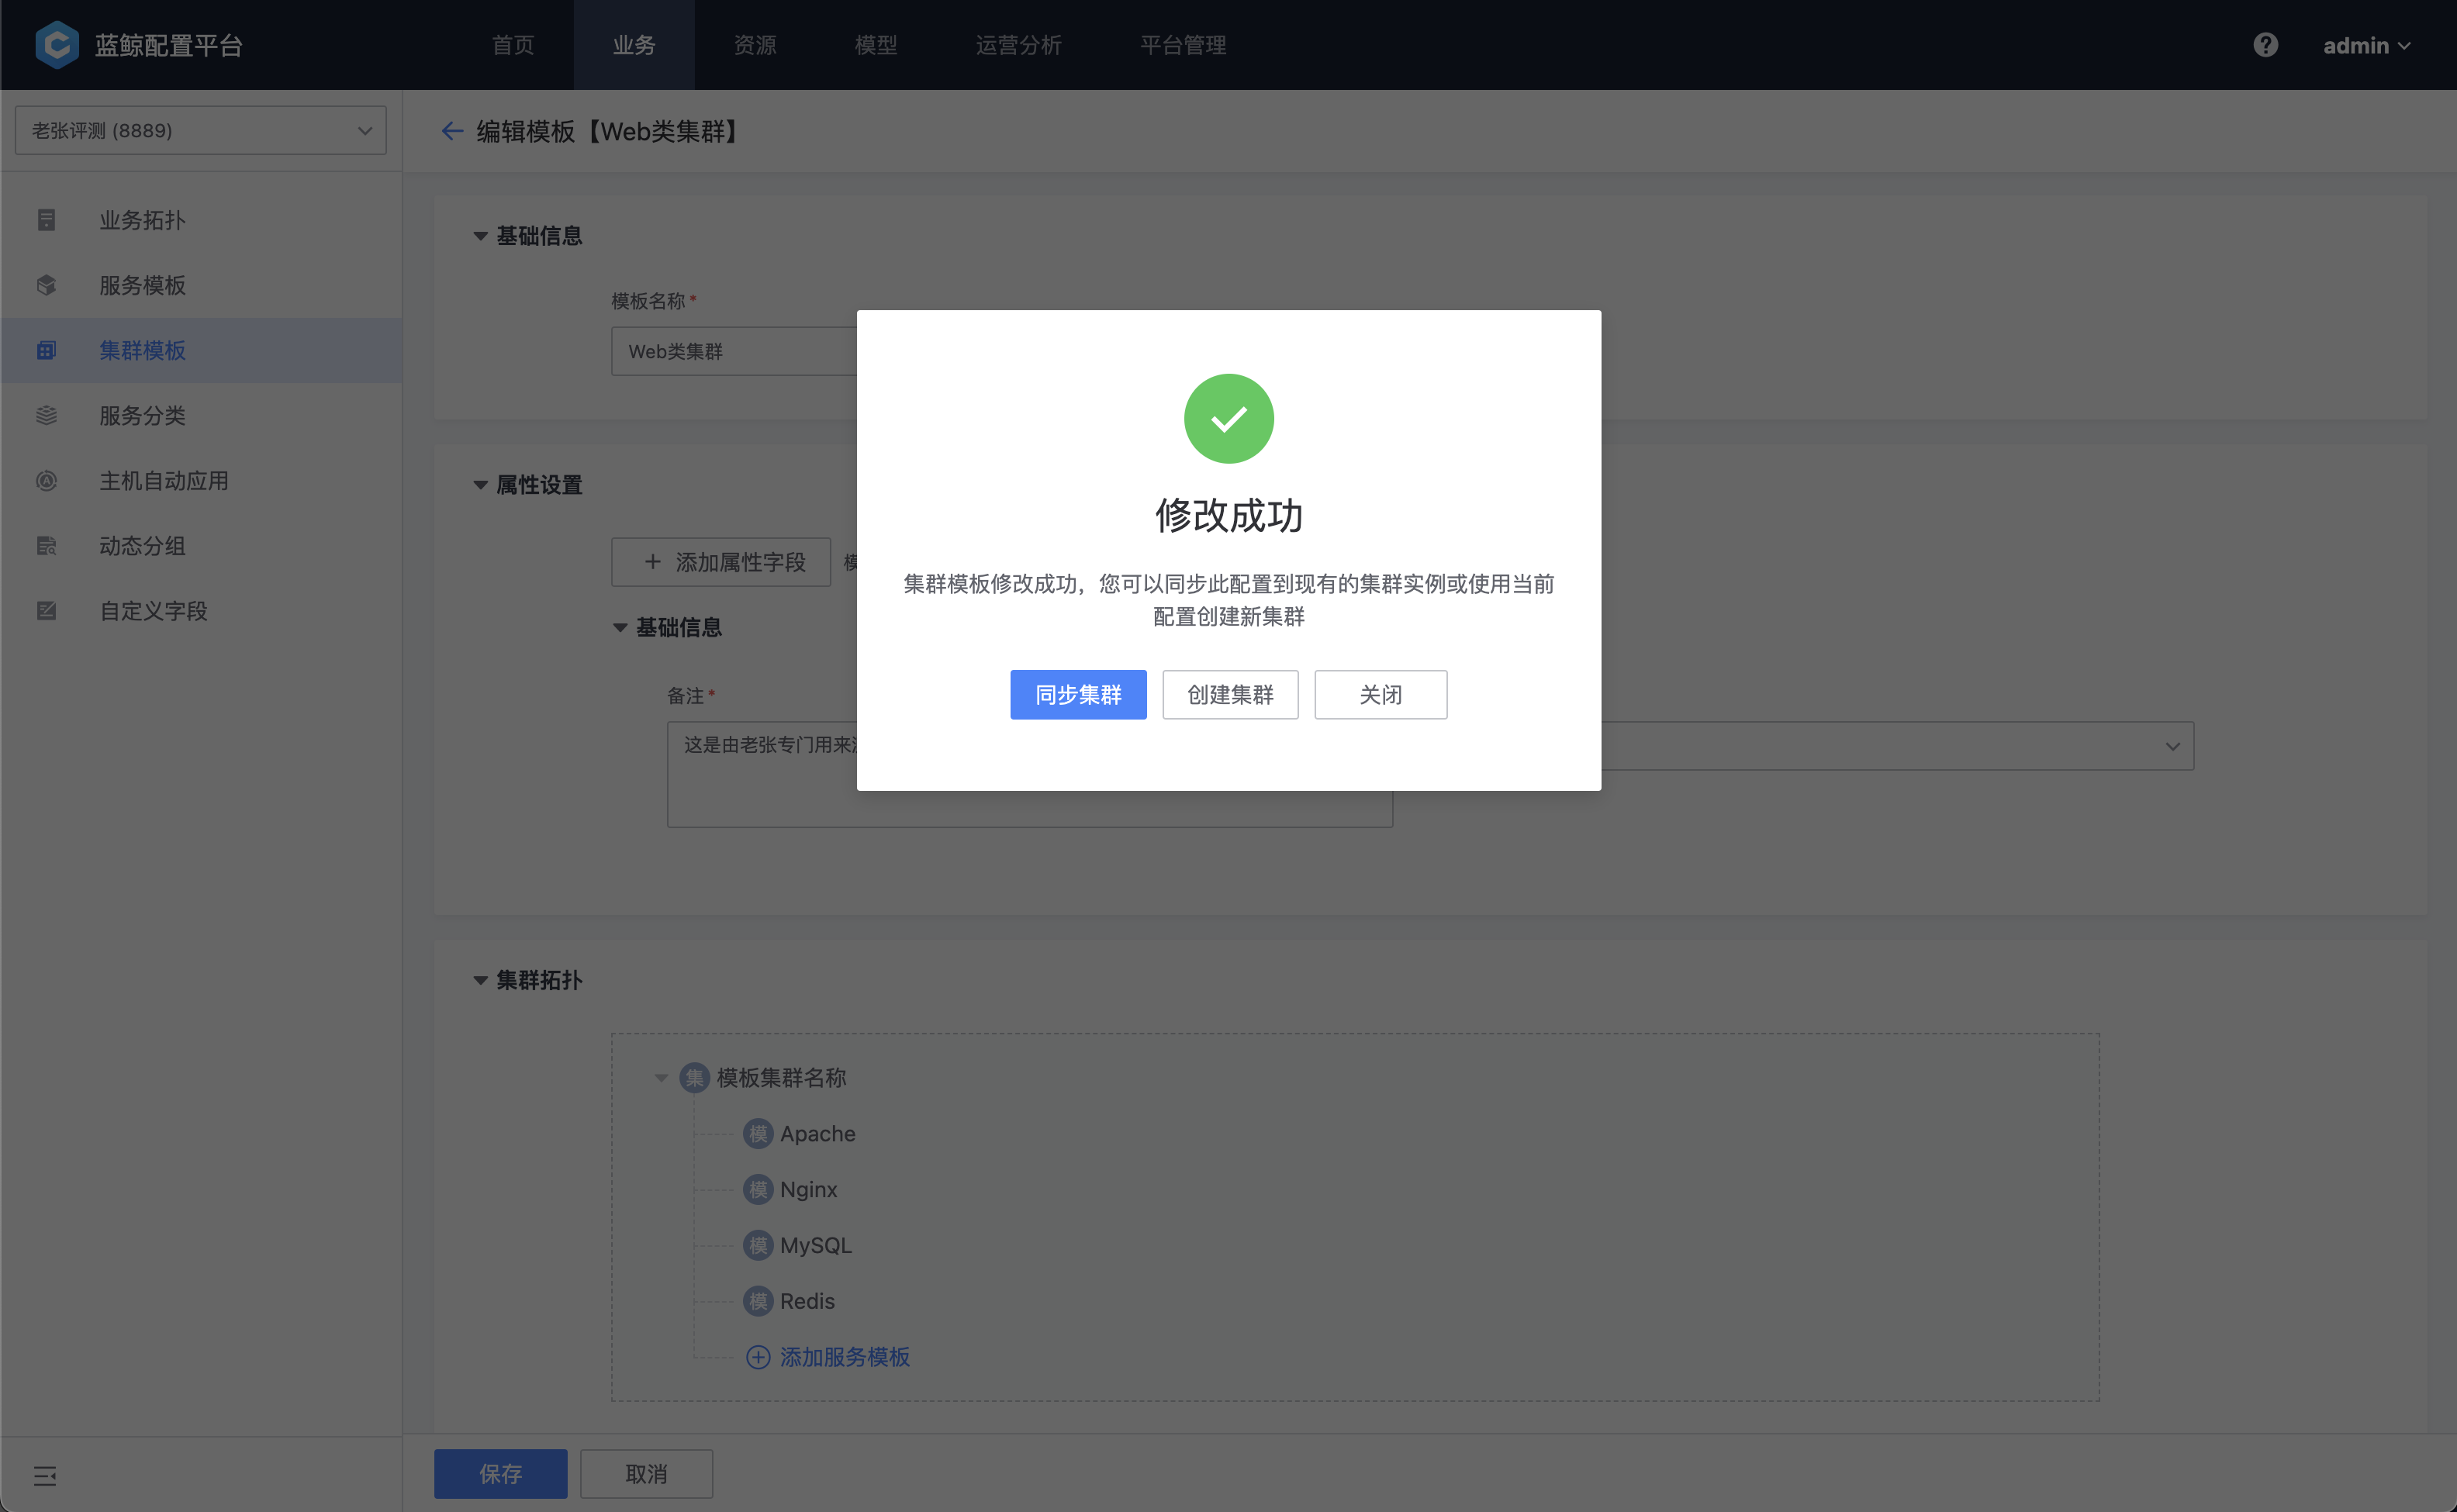 蓝鲸配置平台
首页
业务
资源
模型
运营分析
平台管理
admin
老张评测 (8889)
业务拓扑
服务模板
集群模板
服务分类
主机自动应用
动态分组
自定义字段
编辑模板【Web类集群】
基础信息
模板名称*
Web类集群
属性设置
添加属性字段
基础信息
备注*
这是由老张专门用来
修改成功
集群模板修改成功，您可以同步此配置到现有的集群实例或使用当前
配置创建新集群
同步集群
创建集群
关闭
集群拓扑
集 模板集群名称
模 Apache
模 Nginx
模 MySQL
模 Redis
添加服务模板
保存
取消